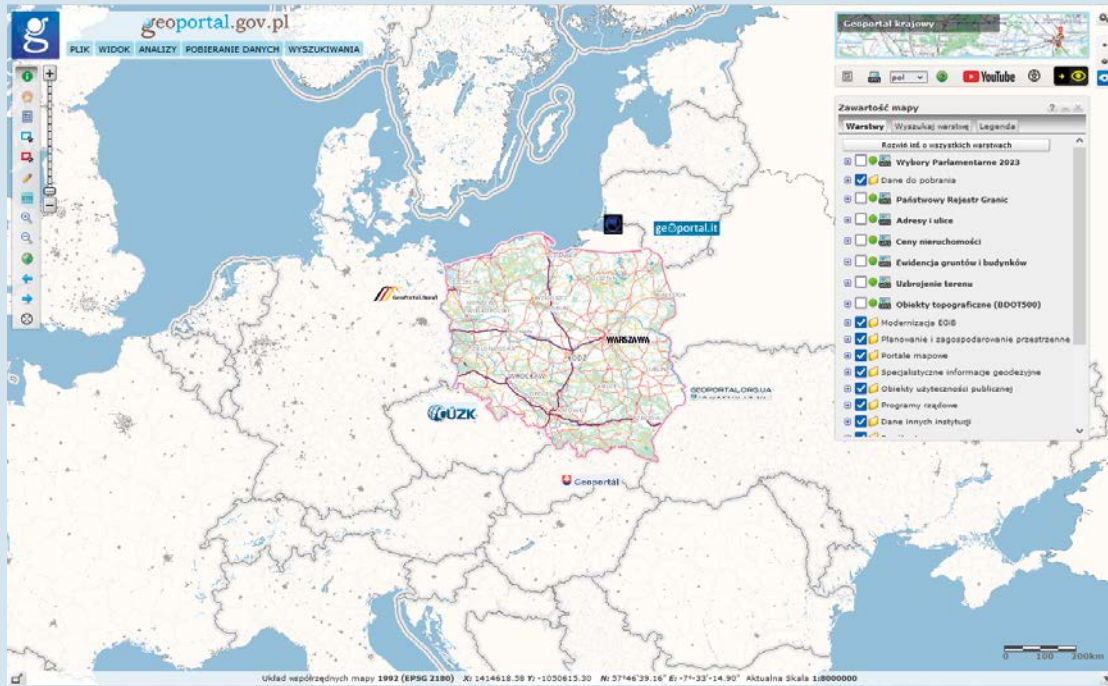 geoportal.gov.pl
PLIK WIDOK ANALIZY POBIERANIE DANYCH WYSZUKIWANIA
Geoportal krajowy
pol
YouTube
Zawartość mapy
Warstwy Wyszukaj warstwę Legenda
Rozwiń inf o wszystkich warstwach
Wybory Parlamentarne 2023
Dane do pobrania
Państwowy Rejestr Granic
Adresy i ulice
Ceny nieruchomości
Ewidencja gruntów i budynków
Uzbrojenie terenu
Obiekty topograficzne (BDOT500)
Modernizacja EGiB
Planowanie i zagospodarowanie przestrzenne
Portale mapowe
Specjalistyczne informacje geodezyjne
Obiekty użyteczności publicznej
Programy rządowe
Dane innych instytucji
geoportal.lt
GeoPortal.
WARSZAWA
ŁÓDŹ
WROCŁAW
GEOPORTAL.ORG.UA
ČÚZK
Geoportál
0 100 200km
Układ współrzędnych mapy 1992 (EPSG 2180) X: 1414618.58 Y: -1050615.30 N: 57°46'39.16" E: -7°-33'-14.90" Aktualna Skala 1:8000000